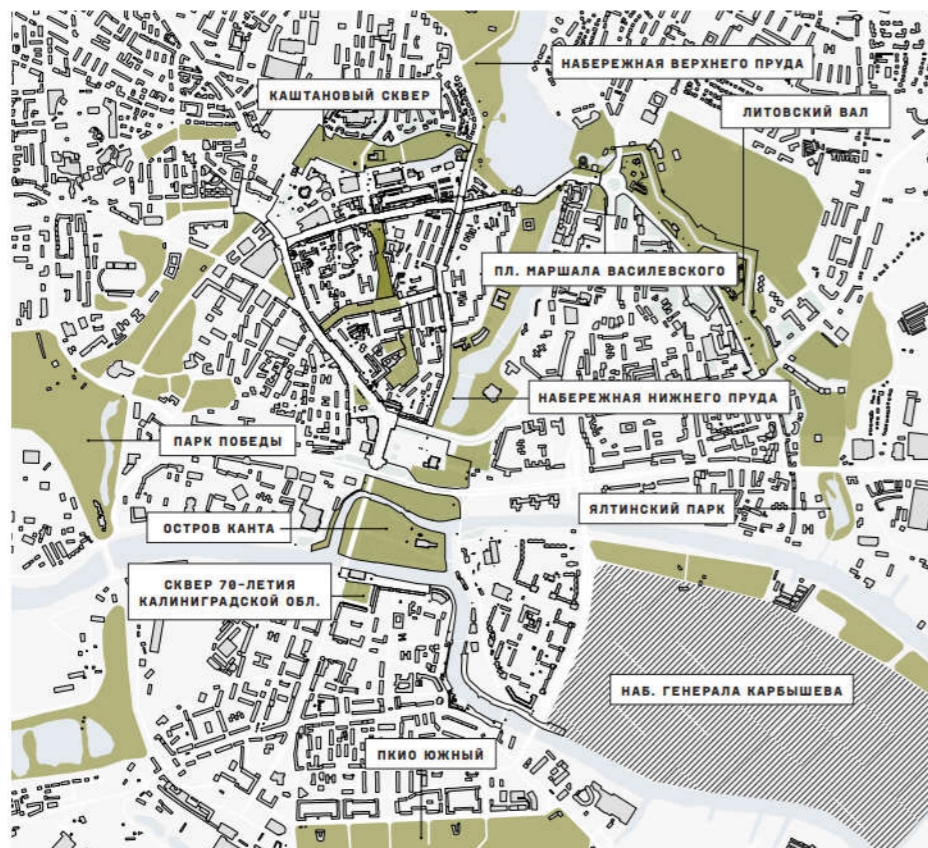 НАБЕРЕЖНАЯ ВЕРХНЕГО ПРУДА
КАШТАНОВЫЙ СКВЕР
ЛИТОВСКИЙ ВАЛ
ПЛ. МАРШАЛА ВАСИЛЕВСКОГО
НАБЕРЕЖНАЯ НИЖНЕГО ПРУДА
ПАРК ПОБЕДЫ
ЯЛТИНСКИЙ ПАРК
ОСТРОВ КАНТА
СКВЕР 70-ЛЕТИЯ
КАЛИНИГРАДСКОЙ ОБЛ.
НАБ. ГЕНЕРАЛА КАРБЫШЕВА
ПКИО ЮЖНЫЙ